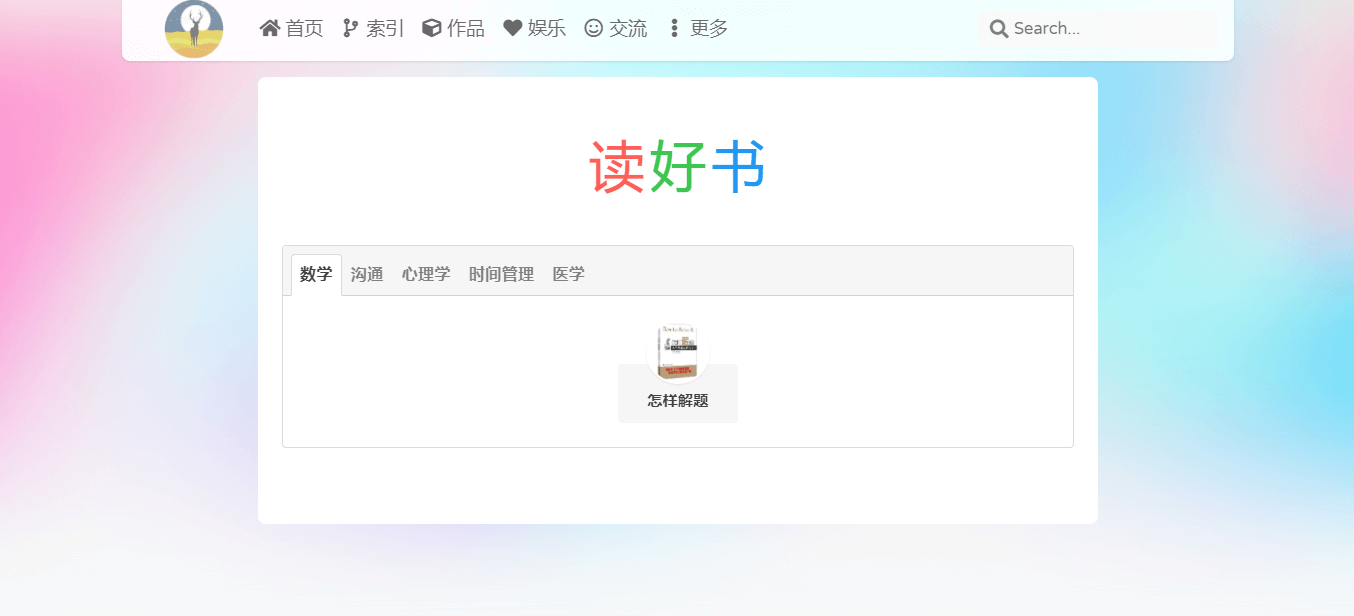 首页 索引 作品 娱乐 交流 更多 Search...
读好书
数学 沟通 心理学 时间管理 医学
怎样解题